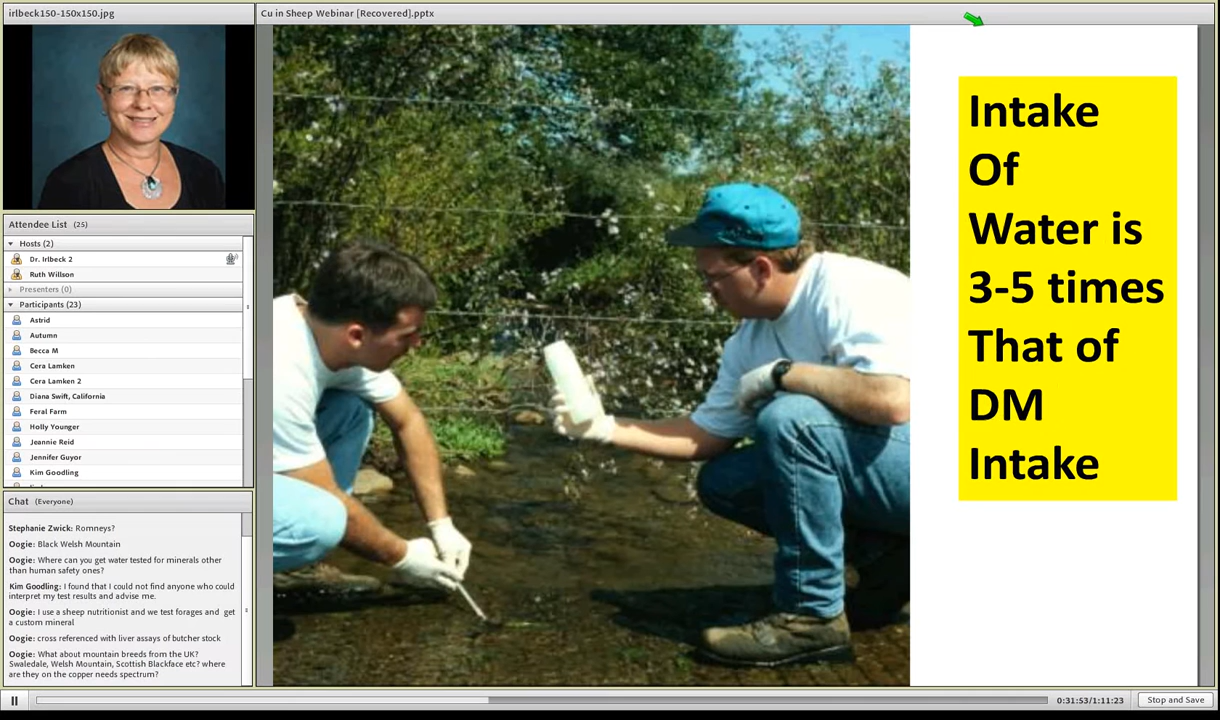 irlbeck150-150x150.jpg
Cu in Sheep Webinar [Recovered].pptx
Intake
Of
Water is
3-5 times
That of
DM
Intake
Attendee List (25)
Hosts (2)
Dr. Irlbeck 2
Ruth Willson
Presenters (0)
Participants (23)
Astrid
Autumn
Becca M
Cera Lamken
Cera Lamken 2
Diana Swift, California
Feral Farm
Holly Younger
Jeannie Reid
Jennifer Guyor
Kim Goodling
Chat (Everyone)
Stephanie Zwick: Romneys?
Oogie: Black Welsh Mountain
Oogie: Where can you get water tested for minerals other
than human safety ones?
Kim Goodling: I found that I could not find anyone who could
interpret my test results and advise me.
Oogie: I use a sheep nutritionist and we test forages and get
a custom mineral
Oogie: cross referenced with liver assays of butcher stock
Oogie: What about mountain breeds from the UK?
Swaledale, Welsh Mountain, Scottish Blackface etc? where
are they on the copper needs spectrum?
0:31:53/1:11:23
Stop and Save